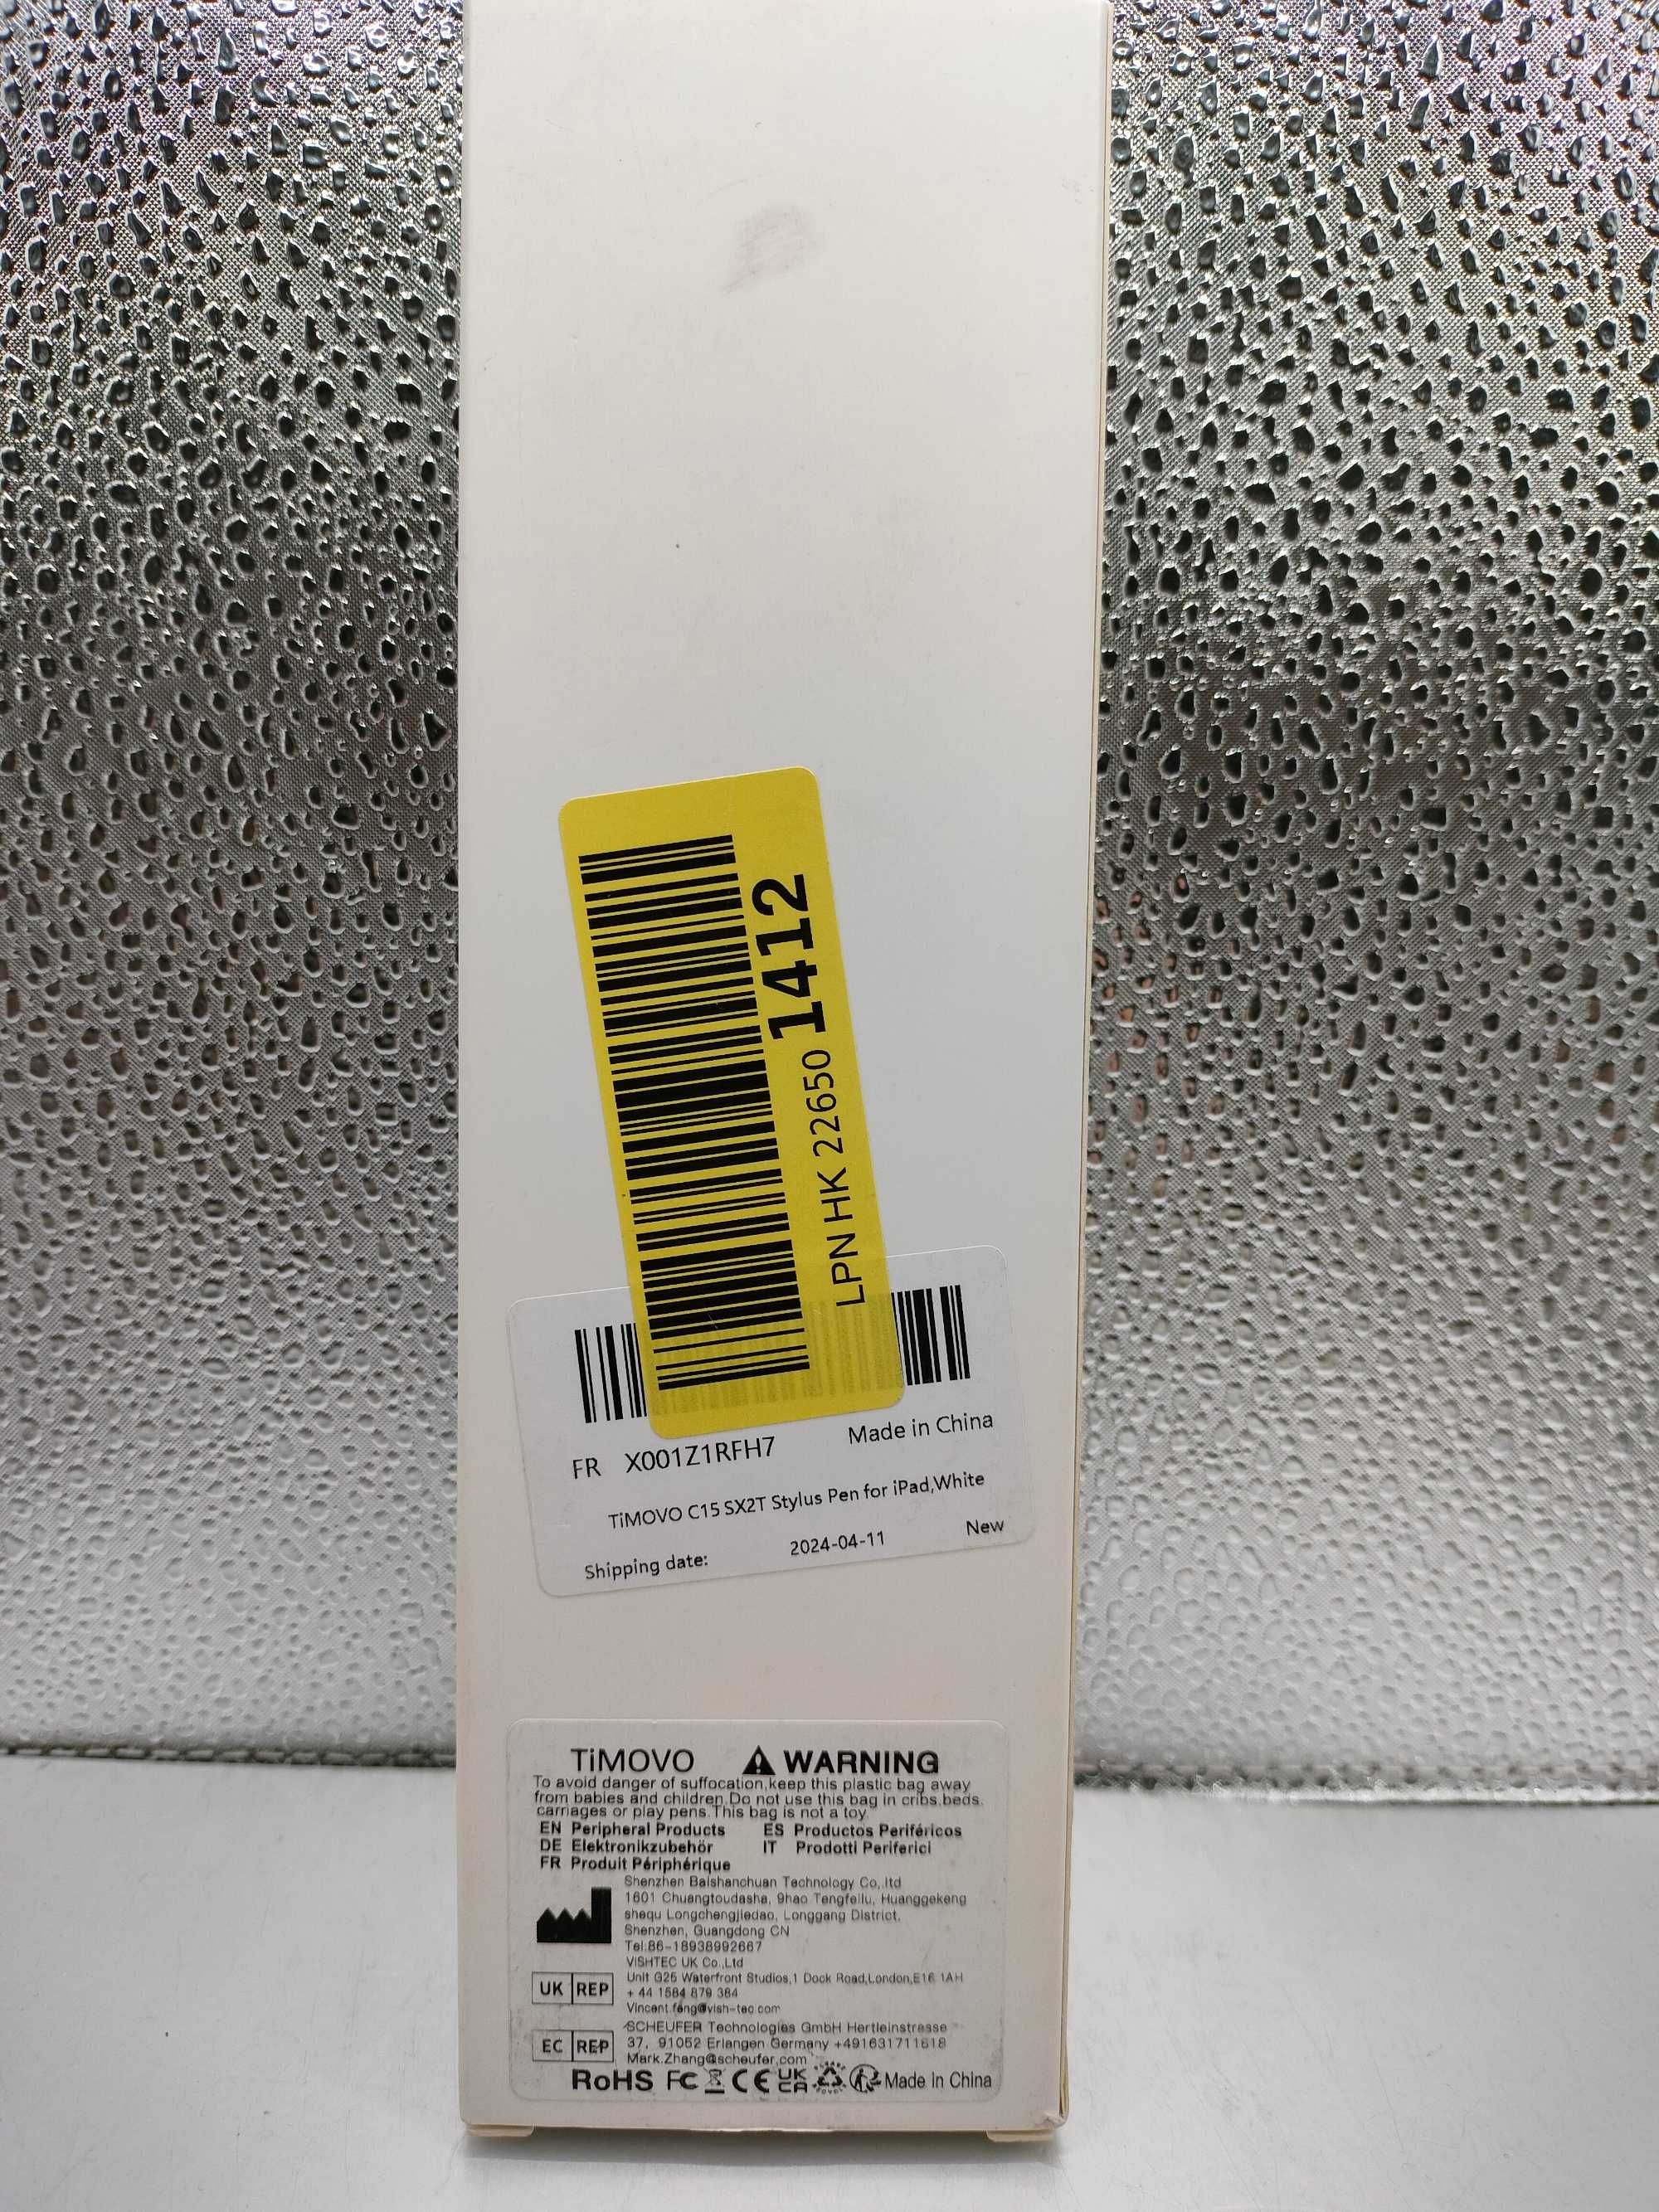 LPN HK 22650 1412
FR X001Z1RFH7 Made in China
TiMOVO C15 SX2T Stylus Pen for iPad,White
New
Shipping date: 2024-04-11
TiMOVO WARNING
To avoid danger of suffocation,keep this plastic bag away
from babies and children.Do not use this bag in cribs,beds,
carriages or play pens.This bag is not a toy.
EN Peripheral Products ES Productos Periféricos
DE Elektronikzubehör IT Prodotti Periferici
FR Produit Périphérique
Shenzhen Baishanchuan Technology Co,.ltd
1601 Chuangtoudasha, 9hao Tengfeilu, Huanggekeng
shequ Longchengjiedao, Longgang District,
Shenzhen, Guangdong CN
Tel:86-18938992667
VISHTEC UK Co.,Ltd
UK REP Unit G25 Waterfront Studios,1 Dock Road,London,E16 1AH
+ 44 1584 879 384
Vincent.feng@vish-tec.com
SCHEUFER Technologies GmbH Hertleinstrasse
EC REP 37, 91052 Erlangen Germany +491631711618
Mark.Zhang@scheufer.com
RoHS FC CE UK CA Made in China